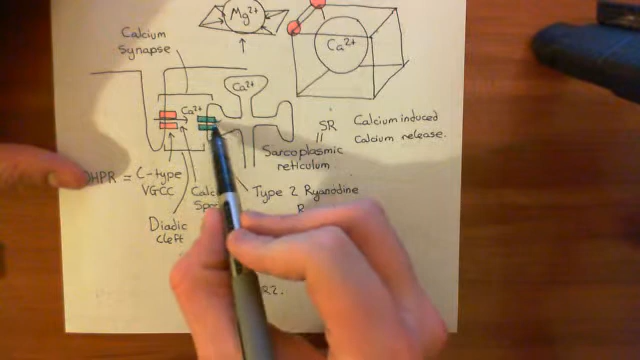 Mg2+
Ca2+
Calcium
Synapse
Ca2+
Ca2+
SR
=
Sarcoplasmic
reticulum
Calcium induced
Calcium release.
DHPR = L-type
VGCC
Type 2 Ryanodine
R
Diadic
cleft
R2.